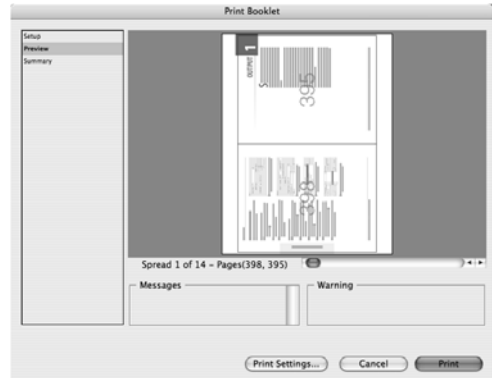 Print Booklet
Setup
Preview
Summary
OUTPUT 1
395
398
Spread 1 of 14 – Pages(398, 395)
Messages
Warning
Print Settings...
Cancel
Print